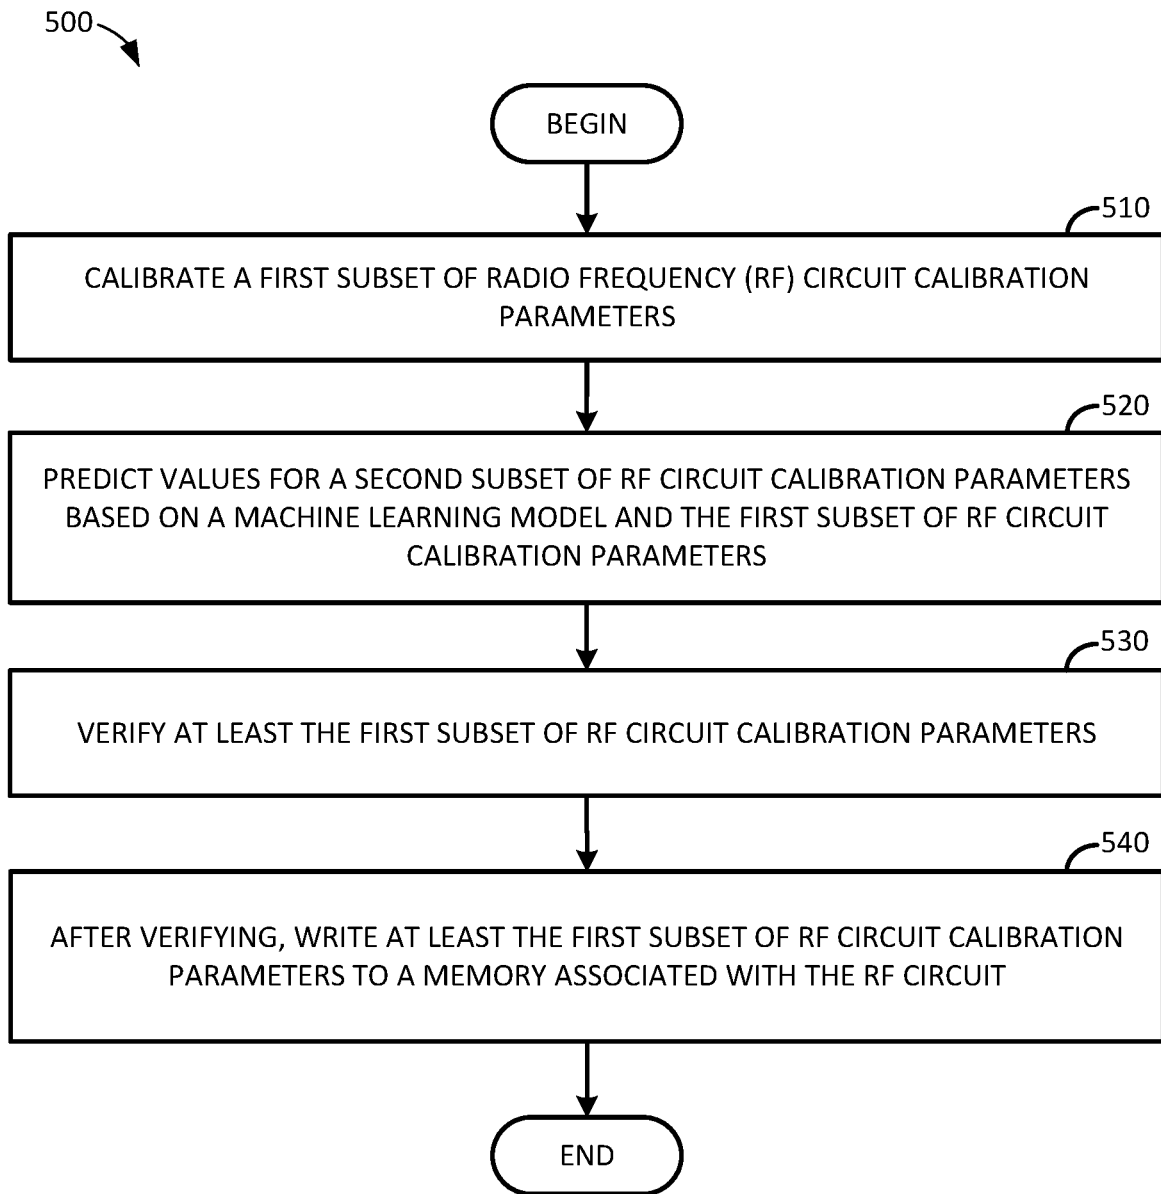 500
BEGIN
510
CALIBRATE A FIRST SUBSET OF RADIO FREQUENCY (RF) CIRCUIT CALIBRATION
PARAMETERS
520
PREDICT VALUES FOR A SECOND SUBSET OF RF CIRCUIT CALIBRATION PARAMETERS
BASED ON A MACHINE LEARNING MODEL AND THE FIRST SUBSET OF RF CIRCUIT
CALIBRATION PARAMETERS
530
VERIFY AT LEAST THE FIRST SUBSET OF RF CIRCUIT CALIBRATION PARAMETERS
540
AFTER VERIFYING, WRITE AT LEAST THE FIRST SUBSET OF RF CIRCUIT CALIBRATION
PARAMETERS TO A MEMORY ASSOCIATED WITH THE RF CIRCUIT
END